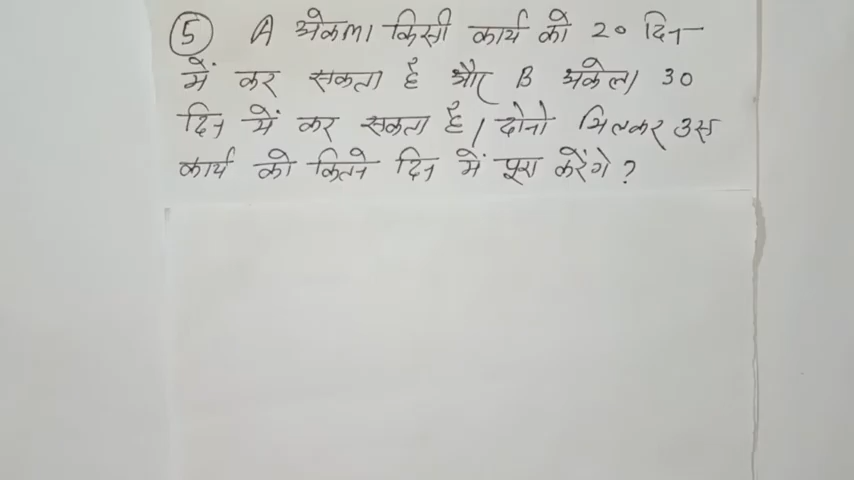 (5) A अकेला किसी कार्य को 20 दिन
में कर सकता है और B अकेला 30
दिन में कर सकता है। दोनो मिलकर उस
कार्य को कितने दिन में पूरा करेंगे ?